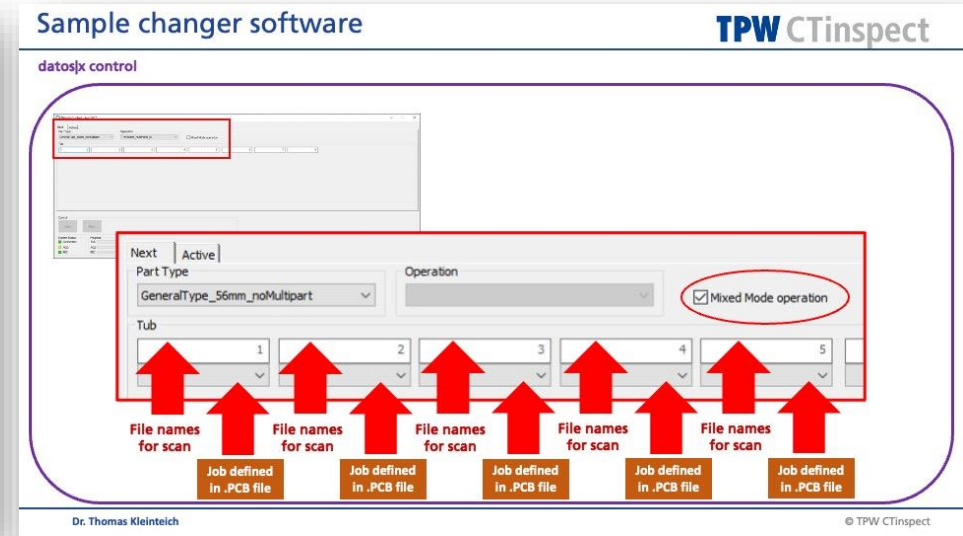 Sample changer software
TPW CTinspect
datos|x control
Next Active
Part Type
Operation
GeneralType_56mm_noMultipart
Mixed Mode operation
Tub
1 2 3 4 5
File names for scan
File names for scan
File names for scan
File names for scan
File names for scan
Job defined in .PCB file
Job defined in .PCB file
Job defined in .PCB file
Job defined in .PCB file
Job defined in .PCB file
Dr. Thomas Kleinteich
© TPW CTinspect